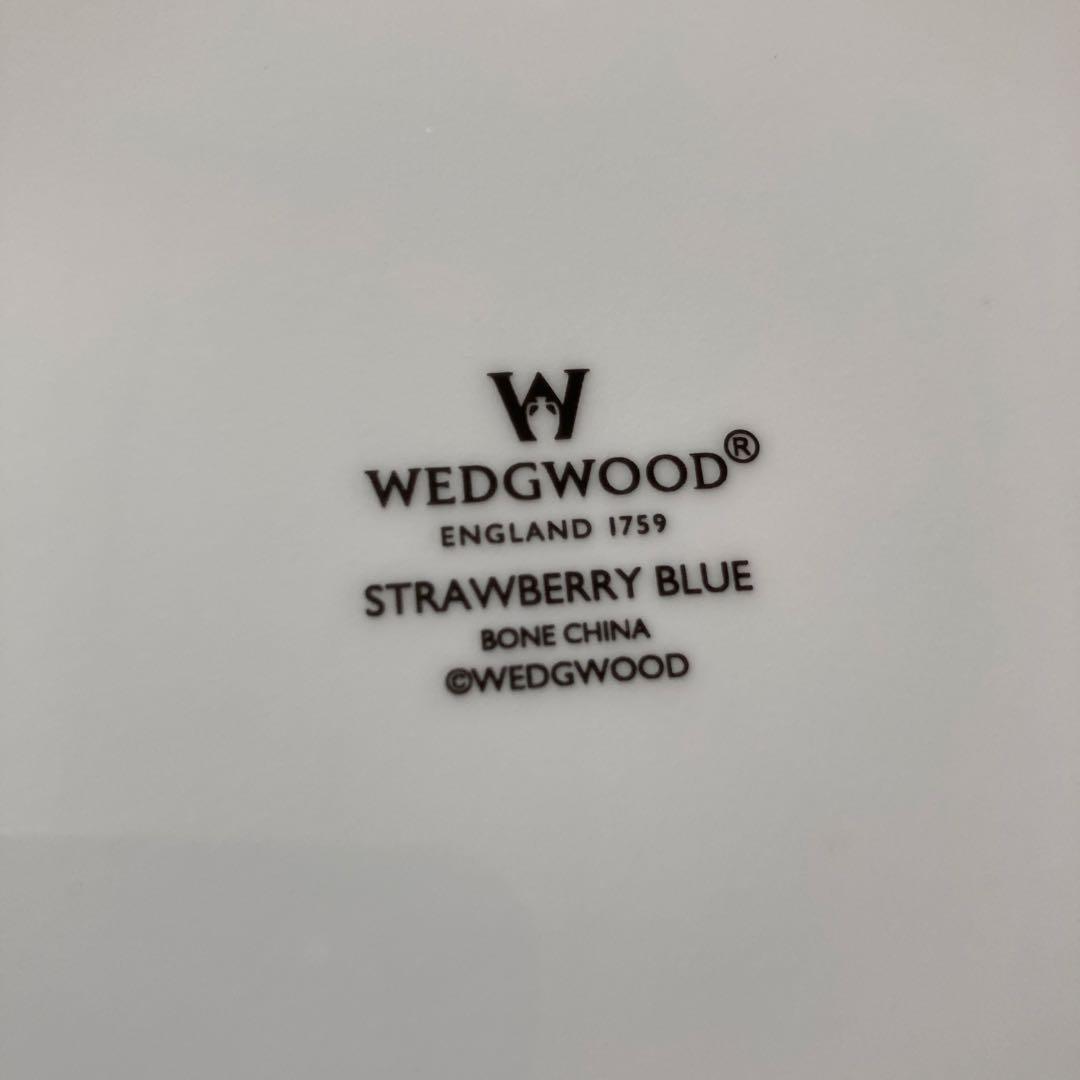 W
WEDGWOOD®
ENGLAND 1759
STRAWBERRY BLUE
BONE CHINA
©WEDGWOOD